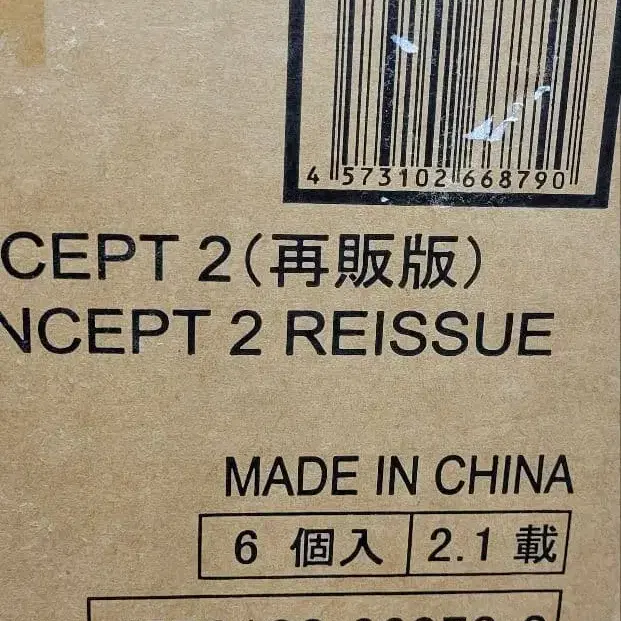 4 573102 668790
CEPT 2(再販版)
NCEPT 2 REISSUE
MADE IN CHINA
6 個入 2.1 載